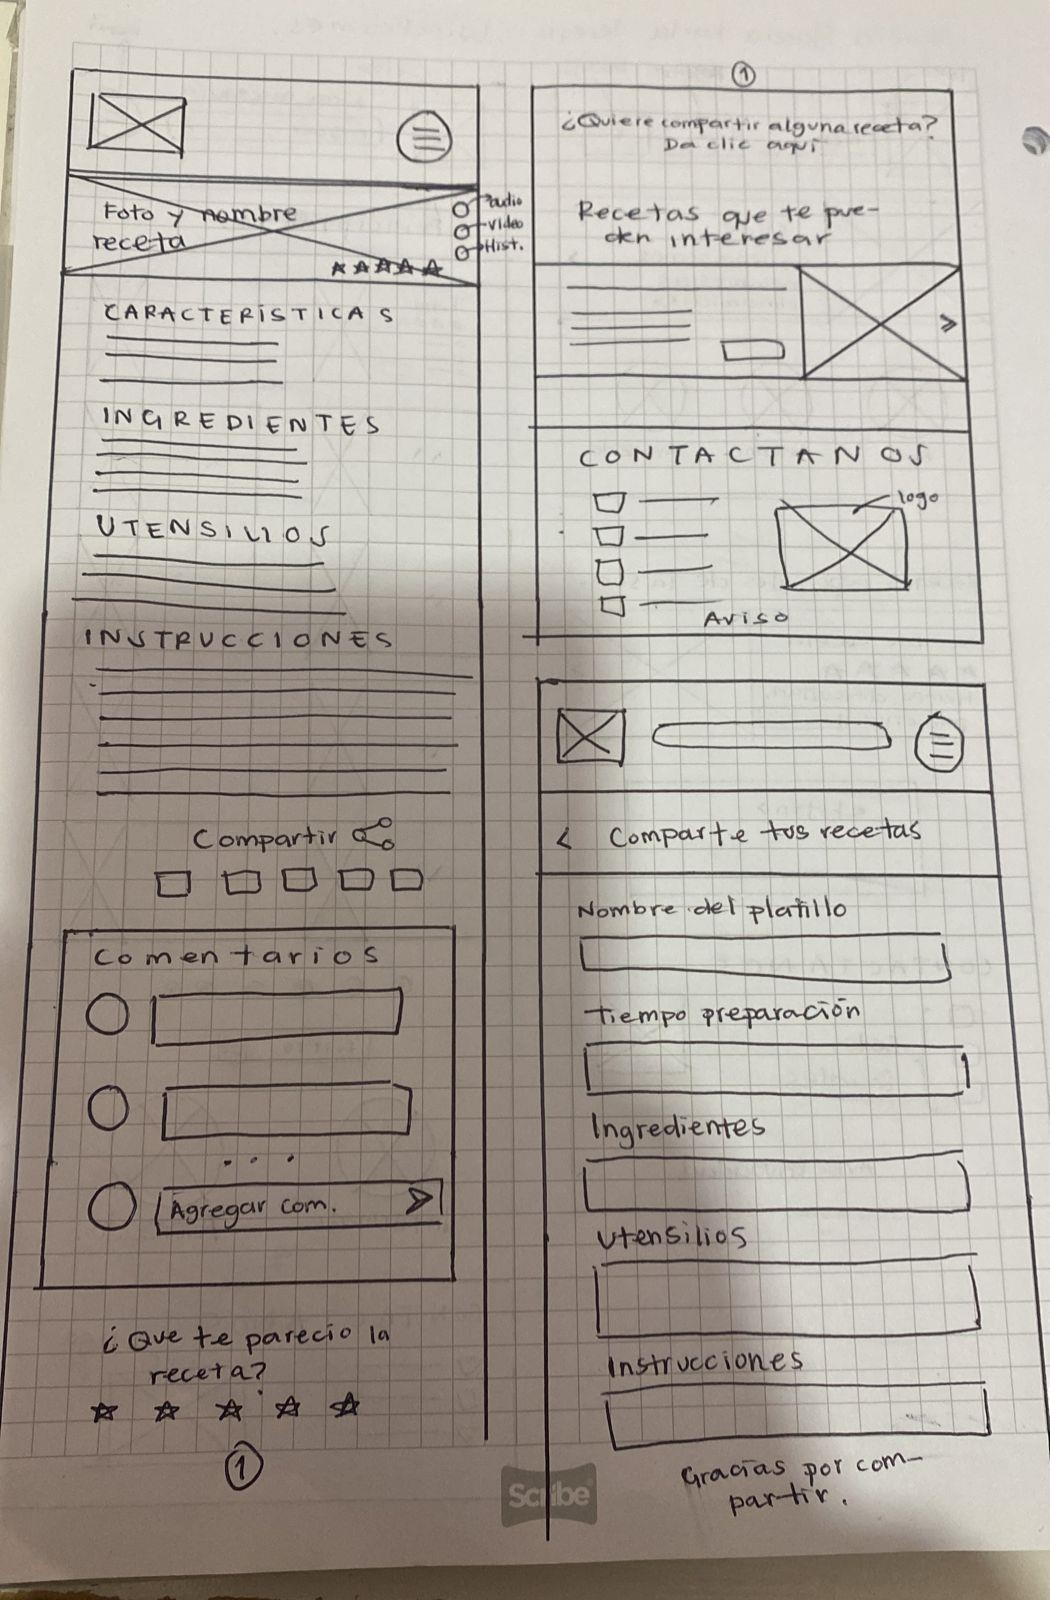 Foto y nombre
receta
audio
video
Hist.
CARACTERÍSTICAS
INGREDIENTES
UTENSILIOS
INSTRUCCIONES
Compartir
Comentarios
...
Agregar com.
¿Que te parecio la
receta?
1
1
¿Quiere compartir alguna receta?
Da clic aquí
Recetas que te pue-
den interesar
>
CONTACTANOS
logo
Aviso
< Comparte tus recetas
Nombre del platillo
Tiempo preparación
Ingredientes
Utensilios
Instrucciones
Gracias por com-
partir.
Scribe